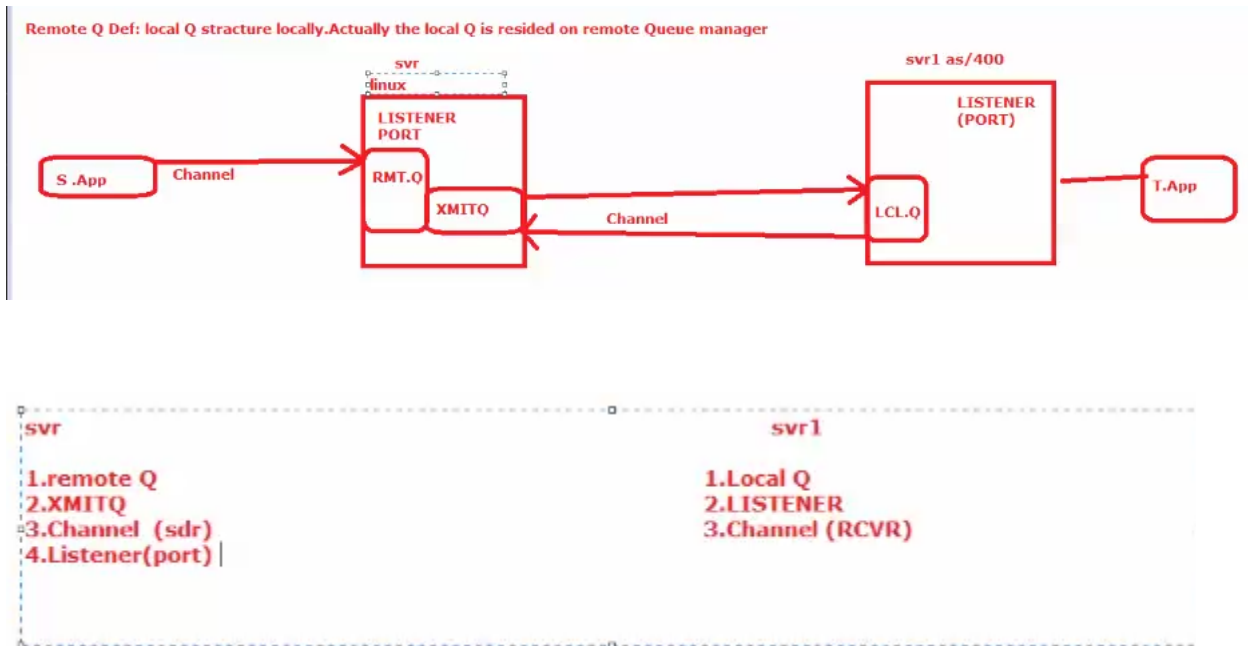 Remote Q Def: local Q stracture locally.Actually the local Q is resided on remote Queue manager
svr
linux
LISTENER
PORT
S .App
Channel
RMT.Q
XMITQ
Channel
svr1 as/400
LISTENER
(PORT)
LCL.Q
T.App
svr
1.remote Q
2.XMITQ
3.Channel (sdr)
4.Listener(port)
svr1
1.Local Q
2.LISTENER
3.Channel (RCVR)